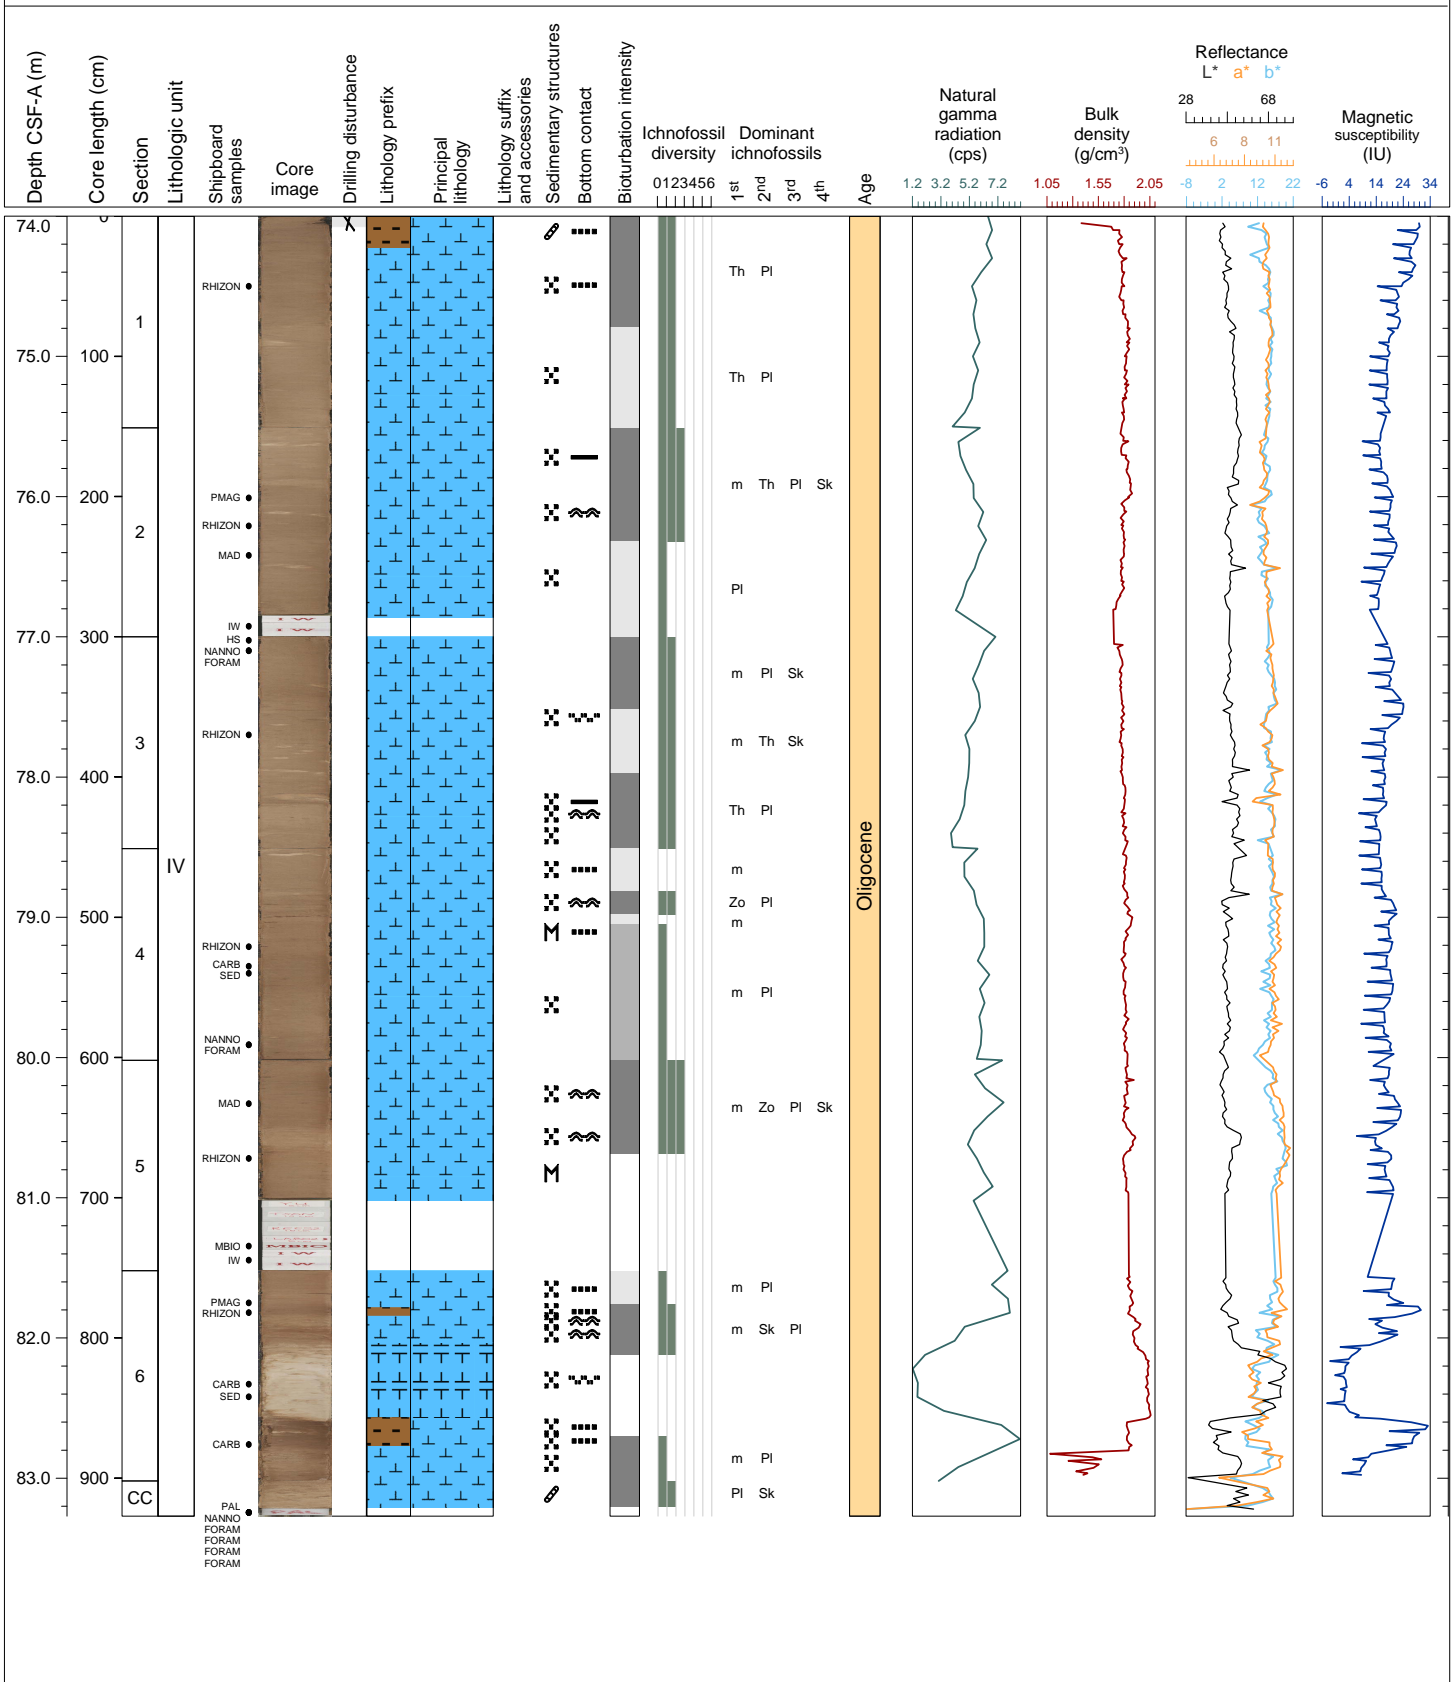 Depth CSF-A (m)
Core length (cm)
Section
Lithologic unit
Shipboard
samples
Core
image
Drilling disturbance
Lithology prefix
Principal
lithology
Lithology suffix
and accessories
Sedimentary structures
Bottom contact
Bioturbation intensity
Ichnofossil
diversity
0123456
Dominant
ichnofossils
1st 2nd 3rd 4th
Age
Natural
gamma
radiation
(cps)
1.2 3.2 5.2 7.2
Bulk
density
(g/cm³)
1.05 1.55 2.05
Reflectance
L* a* b*
28 68
6 8 11
-8 2 12 22
Magnetic
susceptibility
(IU)
-6 4 14 24 34
74.0 0
Th Pl
RHIZON
1
75.0 100
Th Pl
m Th Pl Sk
76.0 200
PMAG
RHIZON
2
MAD
Pl
I W
IW
I W
77.0 300
HS
NANNO
FORAM
m Pl Sk
RHIZON
3
m Th Sk
78.0 400
Th Pl
IV
Oligocene
m
Zo Pl
79.0 500
m
RHIZON
4
CARB
SED
m Pl
NANNO
FORAM
80.0 600
MAD
m Zo Pl Sk
RHIZON
5
81.0 700
MBIO
MBIO
IW
I W
I W
m Pl
PMAG
RHIZON
m Sk Pl
82.0 800
6
CARB
SED
CARB
m Pl
83.0 900
CC
Pl Sk
PAL
PAL
NANNO
FORAM
FORAM
FORAM
FORAM